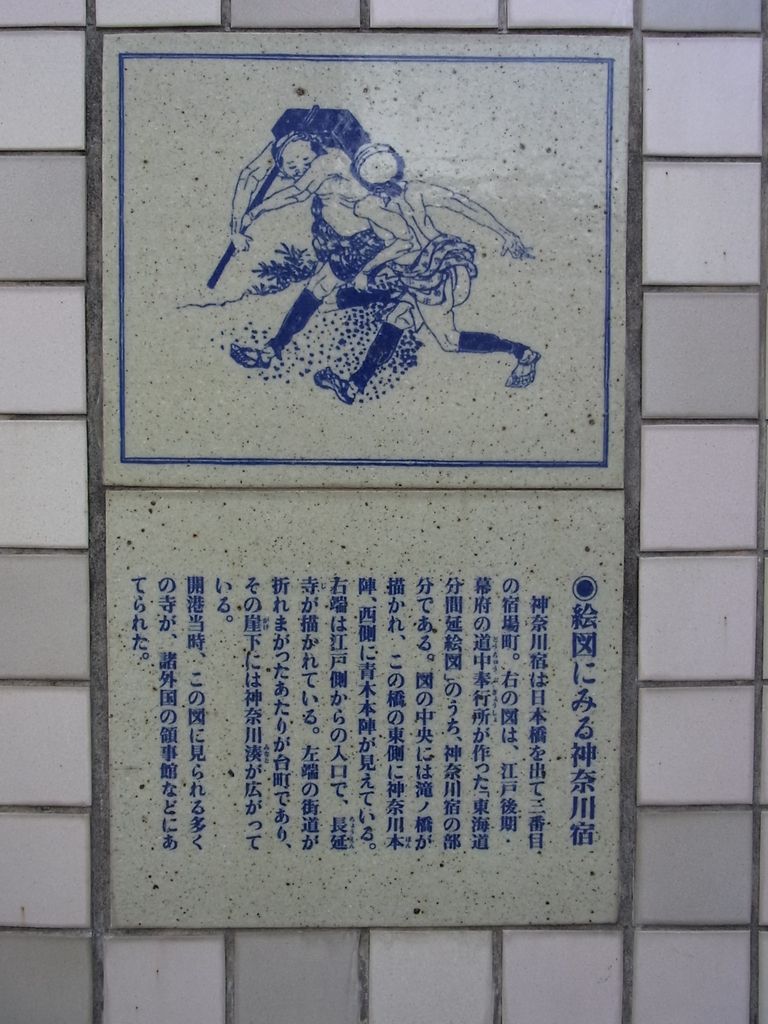 ◉絵図にみる神奈川宿
神奈川宿は日本橋を出て三番目
の宿場町。右の図は、江戸後期・
幕府の道中奉行所が作った「東海道
分間延絵図」のうち、神奈川宿の部
分である。図の中央には滝ノ橋が
描かれ、この橋の東側に神奈川本
陣、西側に青木本陣が見えている。
右端は江戸側からの入口で、長延
寺が描かれている。左端の街道が
折れまがったあたりが台町であり、
その崖下には神奈川湊が広がって
いる。
開港当時、この図に見られる多く
の寺が、諸外国の領事館などにあ
てられた。